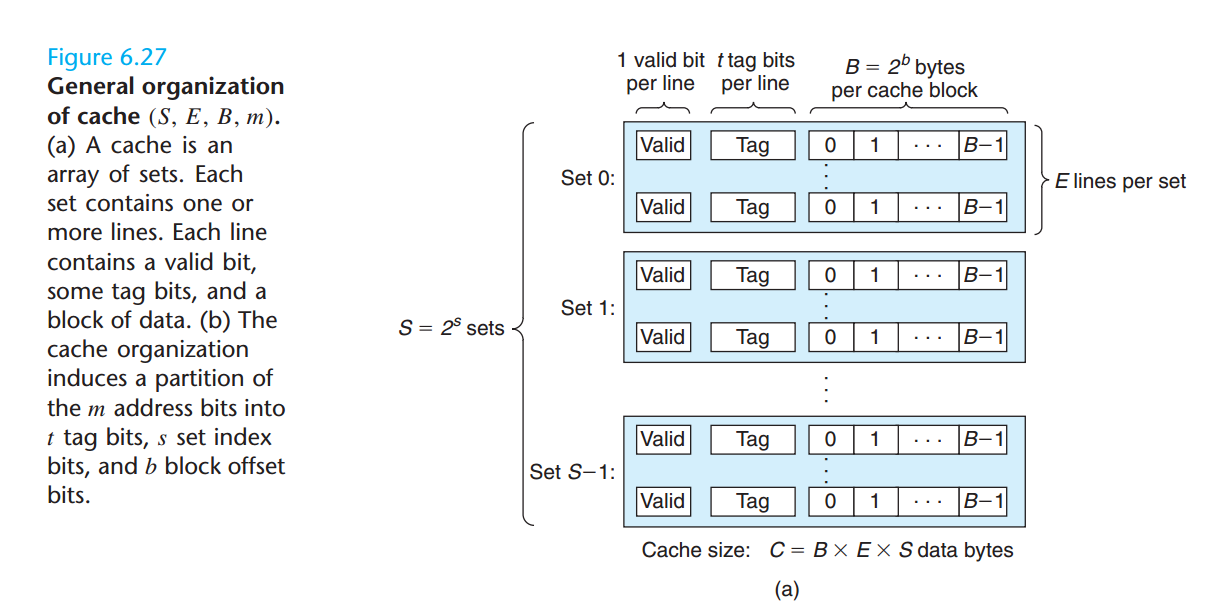 Figure 6.27
General organization
of cache (S, E, B, m).
(a) A cache is an
array of sets. Each
set contains one or
more lines. Each line
contains a valid bit,
some tag bits, and a
block of data. (b) The
cache organization
induces a partition of
the m address bits into
t tag bits, s set index
bits, and b block offset
bits.
1 valid bit per line
t tag bits per line
B = 2^b bytes
per cache block
S = 2^s sets
Set 0:
Valid Tag 0 1 · · · B−1
Valid Tag 0 1 · · · B−1
E lines per set
Set 1:
Valid Tag 0 1 · · · B−1
Valid Tag 0 1 · · · B−1
Set S−1:
Valid Tag 0 1 · · · B−1
Valid Tag 0 1 · · · B−1
Cache size: C = B × E × S data bytes
(a)